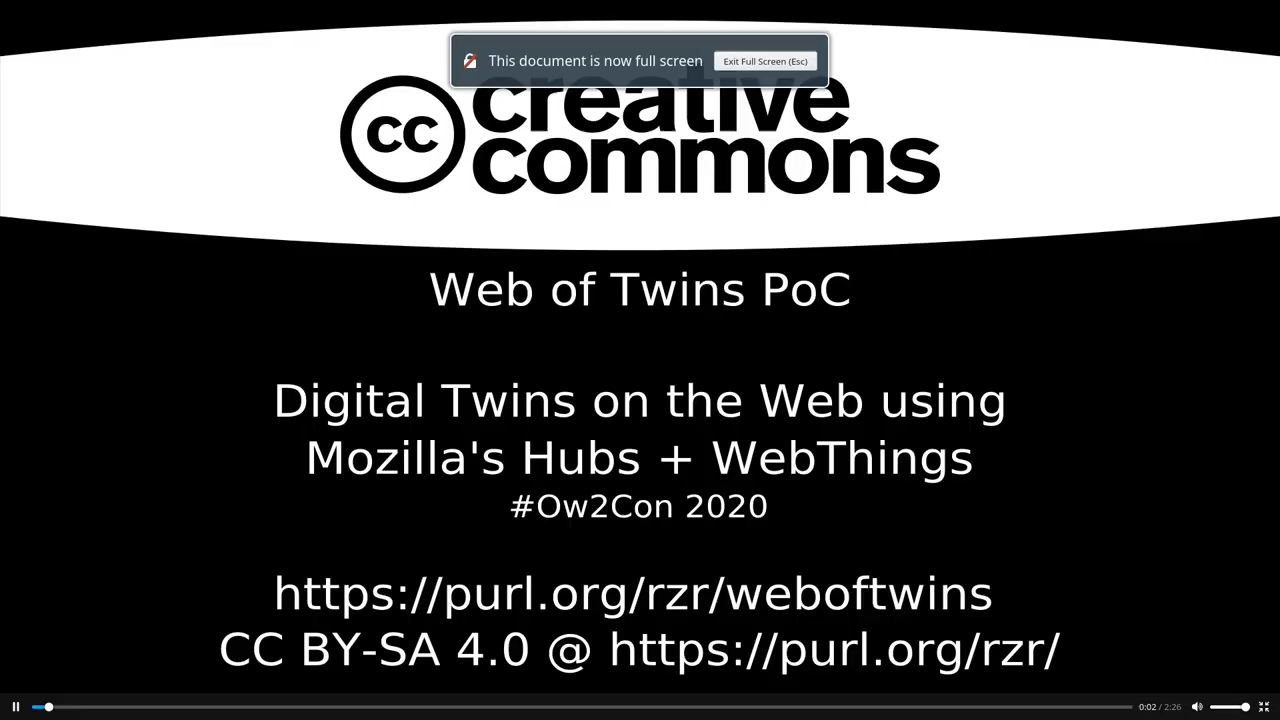 This document is now full screen
Exit Full Screen (Esc)
cc creative
commons
Web of Twins PoC
Digital Twins on the Web using
Mozilla's Hubs + WebThings
#Ow2Con 2020
https://purl.org/rzr/weboftwins
CC BY-SA 4.0 @ https://purl.org/rzr/
0:02 / 2:26